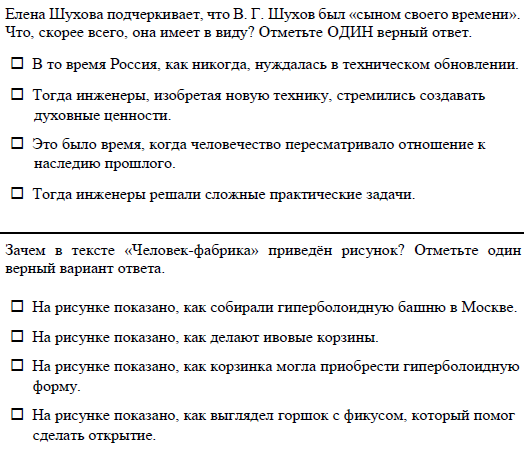 Елена Шухова подчеркивает, что В. Г. Шухов был «сыном своего времени».
Что, скорее всего, она имеет в виду? Отметьте ОДИН верный ответ.
В то время Россия, как никогда, нуждалась в техническом обновлении.
Тогда инженеры, изобретая новую технику, стремились создавать
духовные ценности.
Это было время, когда человечество пересматривало отношение к
наследию прошлого.
Тогда инженеры решали сложные практические задачи.
Зачем в тексте «Человек-фабрика» приведён рисунок? Отметьте один
верный вариант ответа.
На рисунке показано, как собирали гиперболоидную башню в Москве.
На рисунке показано, как делают ивовые корзины.
На рисунке показано, как корзинка могла приобрести гиперболоидную
форму.
На рисунке показано, как выглядел горшок с фикусом, который помог
сделать открытие.